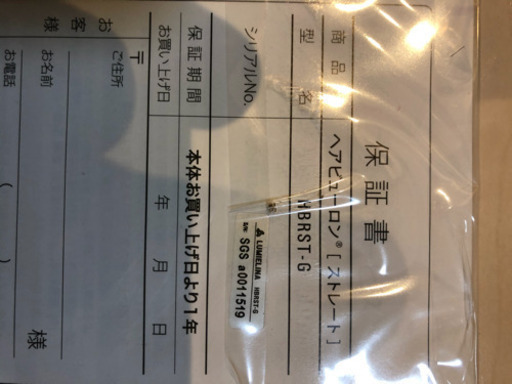 保証書
商品名 ヘアビューロン® [ストレート]
型名 HBRST-G
シリアルNo.
LUMIELINA HBRST-G
S/N: SGS a0011519
保証期間 本体お買い上げ日より1年
お買い上げ日 年 月 日
お客様
〒
ご住所
お名前 様
お電話 ( )